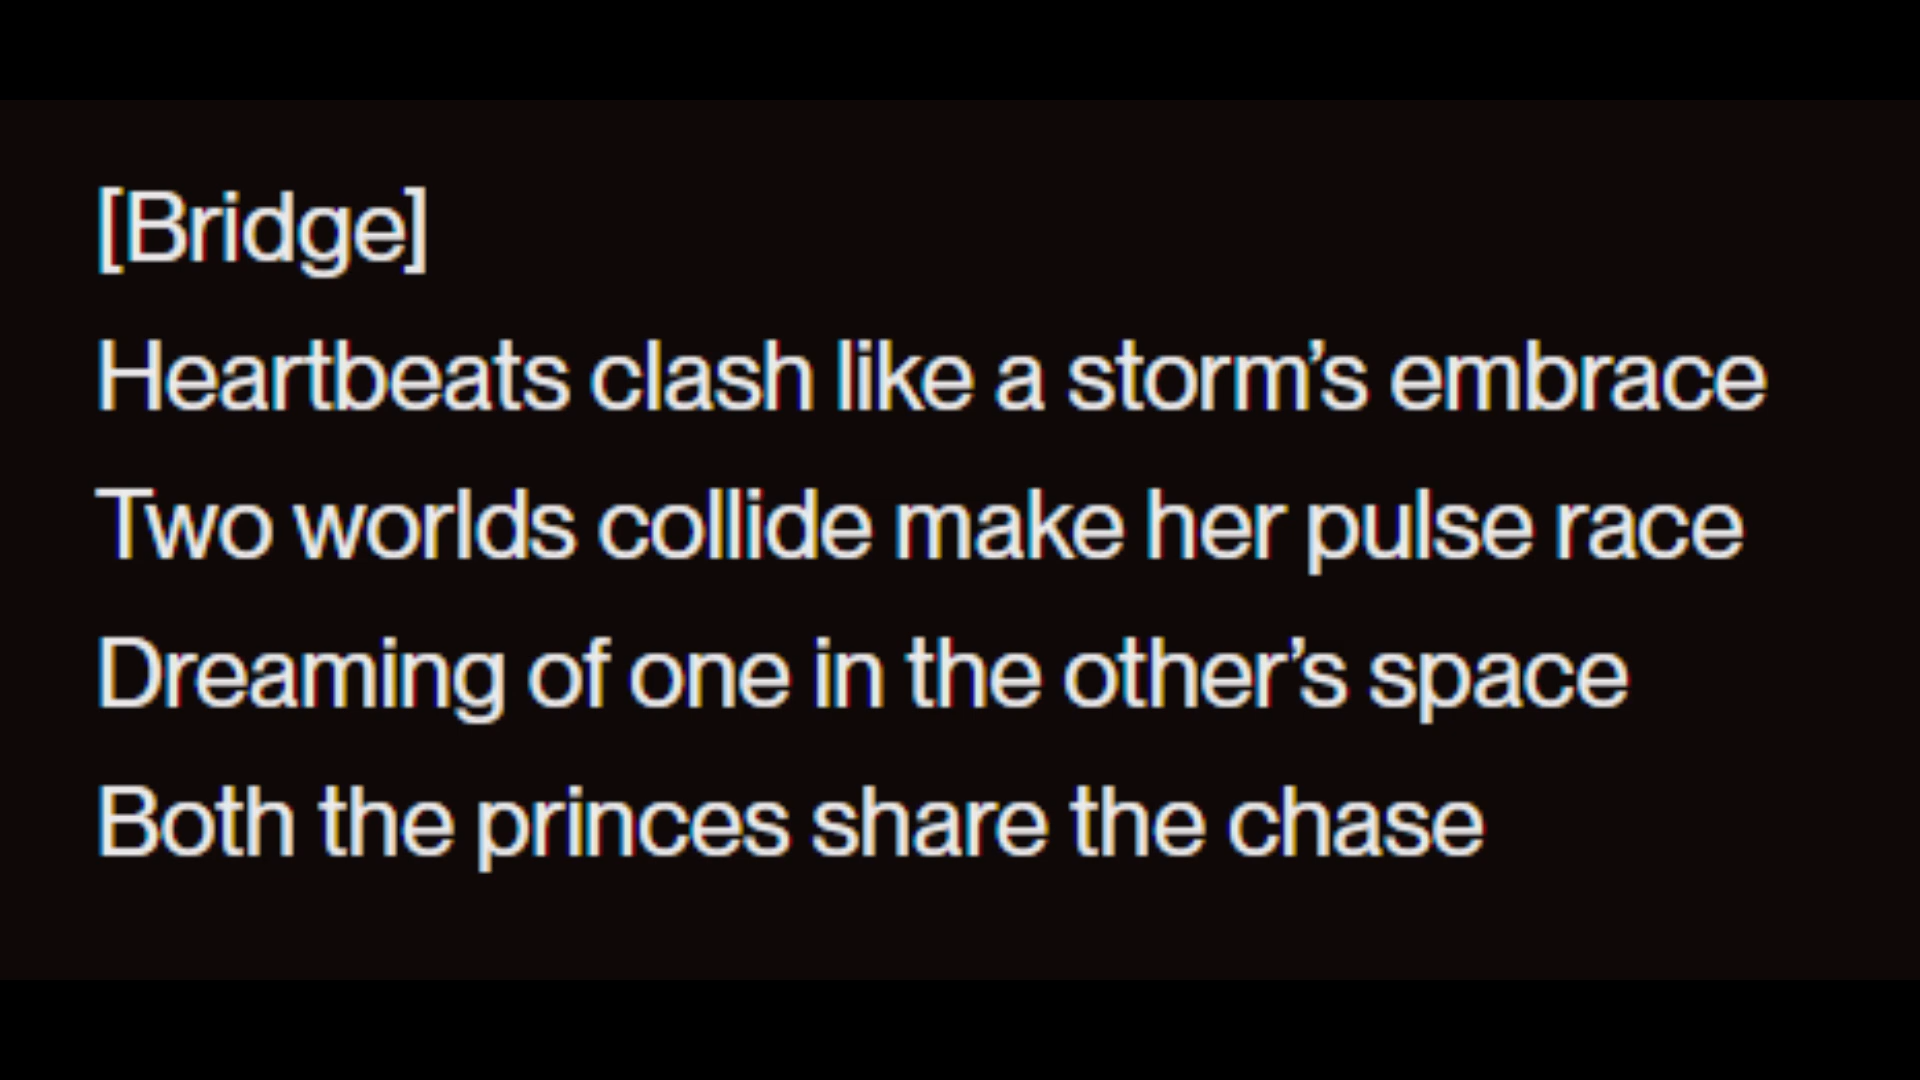 [Bridge]
Heartbeats clash like a storm’s embrace
Two worlds collide make her pulse race
Dreaming of one in the other’s space
Both the princes share the chase